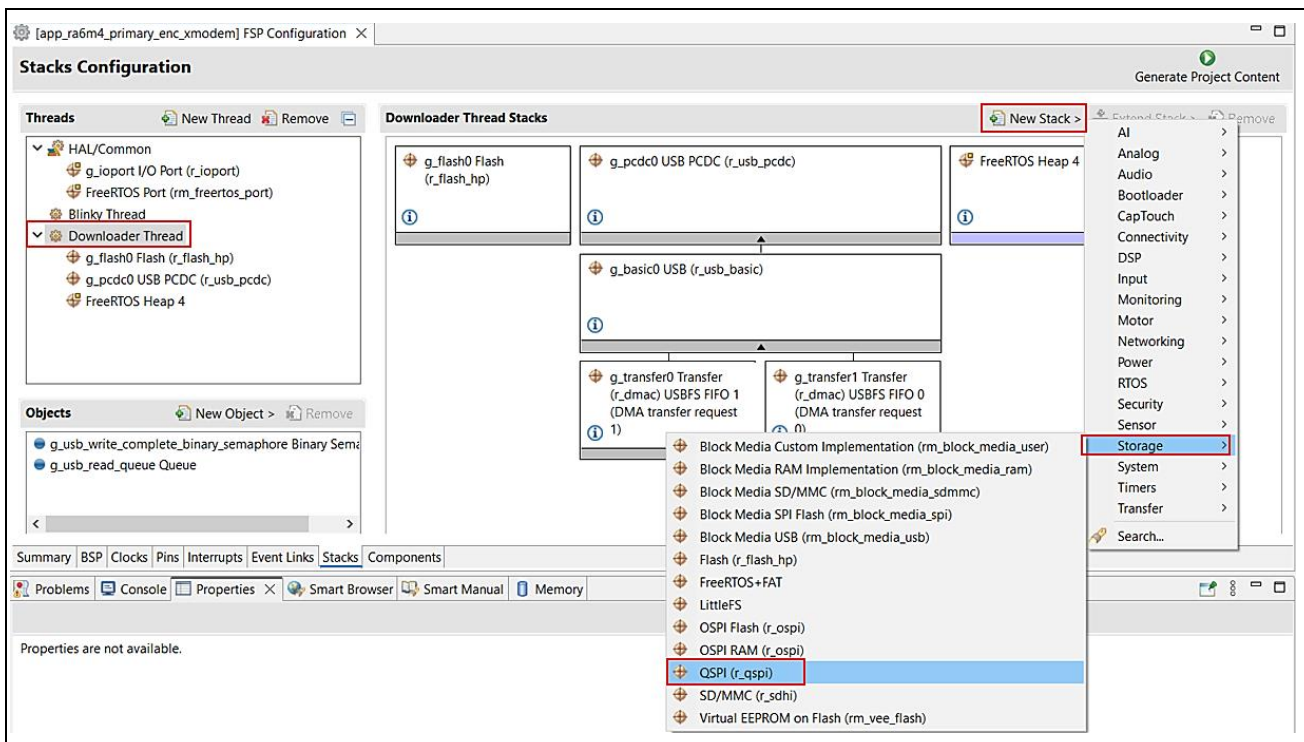 [app_ra6m4_primary_enc_xmodem] FSP Configuration
Stacks Configuration
Generate Project Content
Threads
New Thread
Remove
HAL/Common
g_ioport I/O Port (r_ioport)
FreeRTOS Port (rm_freertos_port)
Blinky Thread
Downloader Thread
g_flash0 Flash (r_flash_hp)
g_pcdc0 USB PCDC (r_usb_pcdc)
FreeRTOS Heap 4
Objects
New Object >
Remove
g_usb_write_complete_binary_semaphore Binary Sema
g_usb_read_queue Queue
Downloader Thread Stacks
New Stack >
Extend Stack >
Remove
g_flash0 Flash
(r_flash_hp)
g_pcdc0 USB PCDC (r_usb_pcdc)
FreeRTOS Heap 4
g_basic0 USB (r_usb_basic)
g_transfer0 Transfer
(r_dmac) USBFS FIFO 1
(DMA transfer request
1)
g_transfer1 Transfer
(r_dmac) USBFS FIFO 0
(DMA transfer request
0)
AI
Analog
Audio
Bootloader
CapTouch
Connectivity
DSP
Input
Monitoring
Motor
Networking
Power
RTOS
Security
Sensor
Storage
System
Timers
Transfer
Search...
Block Media Custom Implementation (rm_block_media_user)
Block Media RAM Implementation (rm_block_media_ram)
Block Media SD/MMC (rm_block_media_sdmmc)
Block Media SPI Flash (rm_block_media_spi)
Block Media USB (rm_block_media_usb)
Flash (r_flash_hp)
FreeRTOS+FAT
LittleFS
OSPI Flash (r_ospi)
OSPI RAM (r_ospi)
QSPI (r_qspi)
SD/MMC (r_sdhi)
Virtual EEPROM on Flash (rm_vee_flash)
Summary BSP Clocks Pins Interrupts Event Links Stacks Components
Problems Console Properties Smart Browser Smart Manual Memory
Properties are not available.